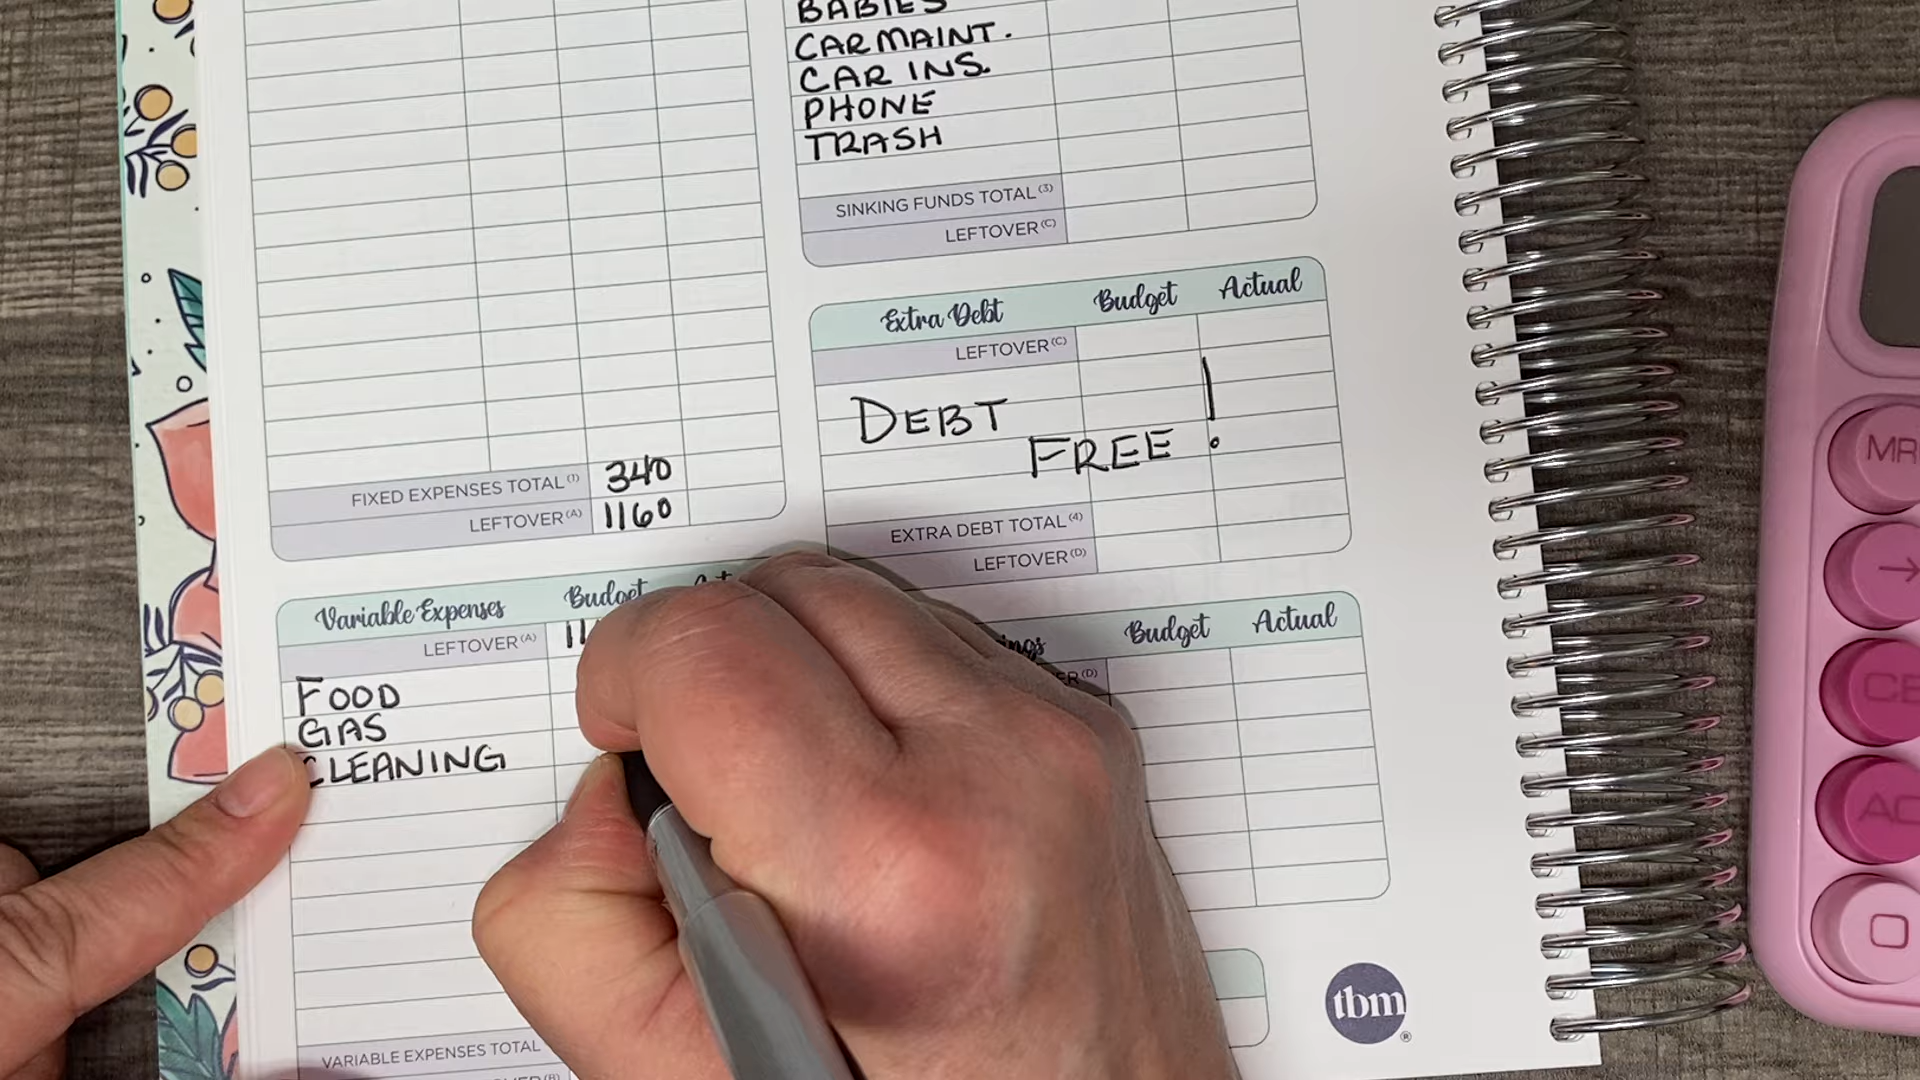 BABIES
CAR MAINT.
CAR INS.
PHONE
TRASH
SINKING FUNDS TOTAL (3)
LEFTOVER (C)
FIXED EXPENSES TOTAL (1) 340
LEFTOVER (A) 1160
Extra Debt Budget Actual
LEFTOVER (C)
DEBT
FREE!
EXTRA DEBT TOTAL (4)
LEFTOVER (D)
Variable Expenses Budget
LEFTOVER (A)
FOOD
GAS
CLEANING
VARIABLE EXPENSES TOTAL
Budget Actual
(D)
tbm
®
MR
→
CE
AC